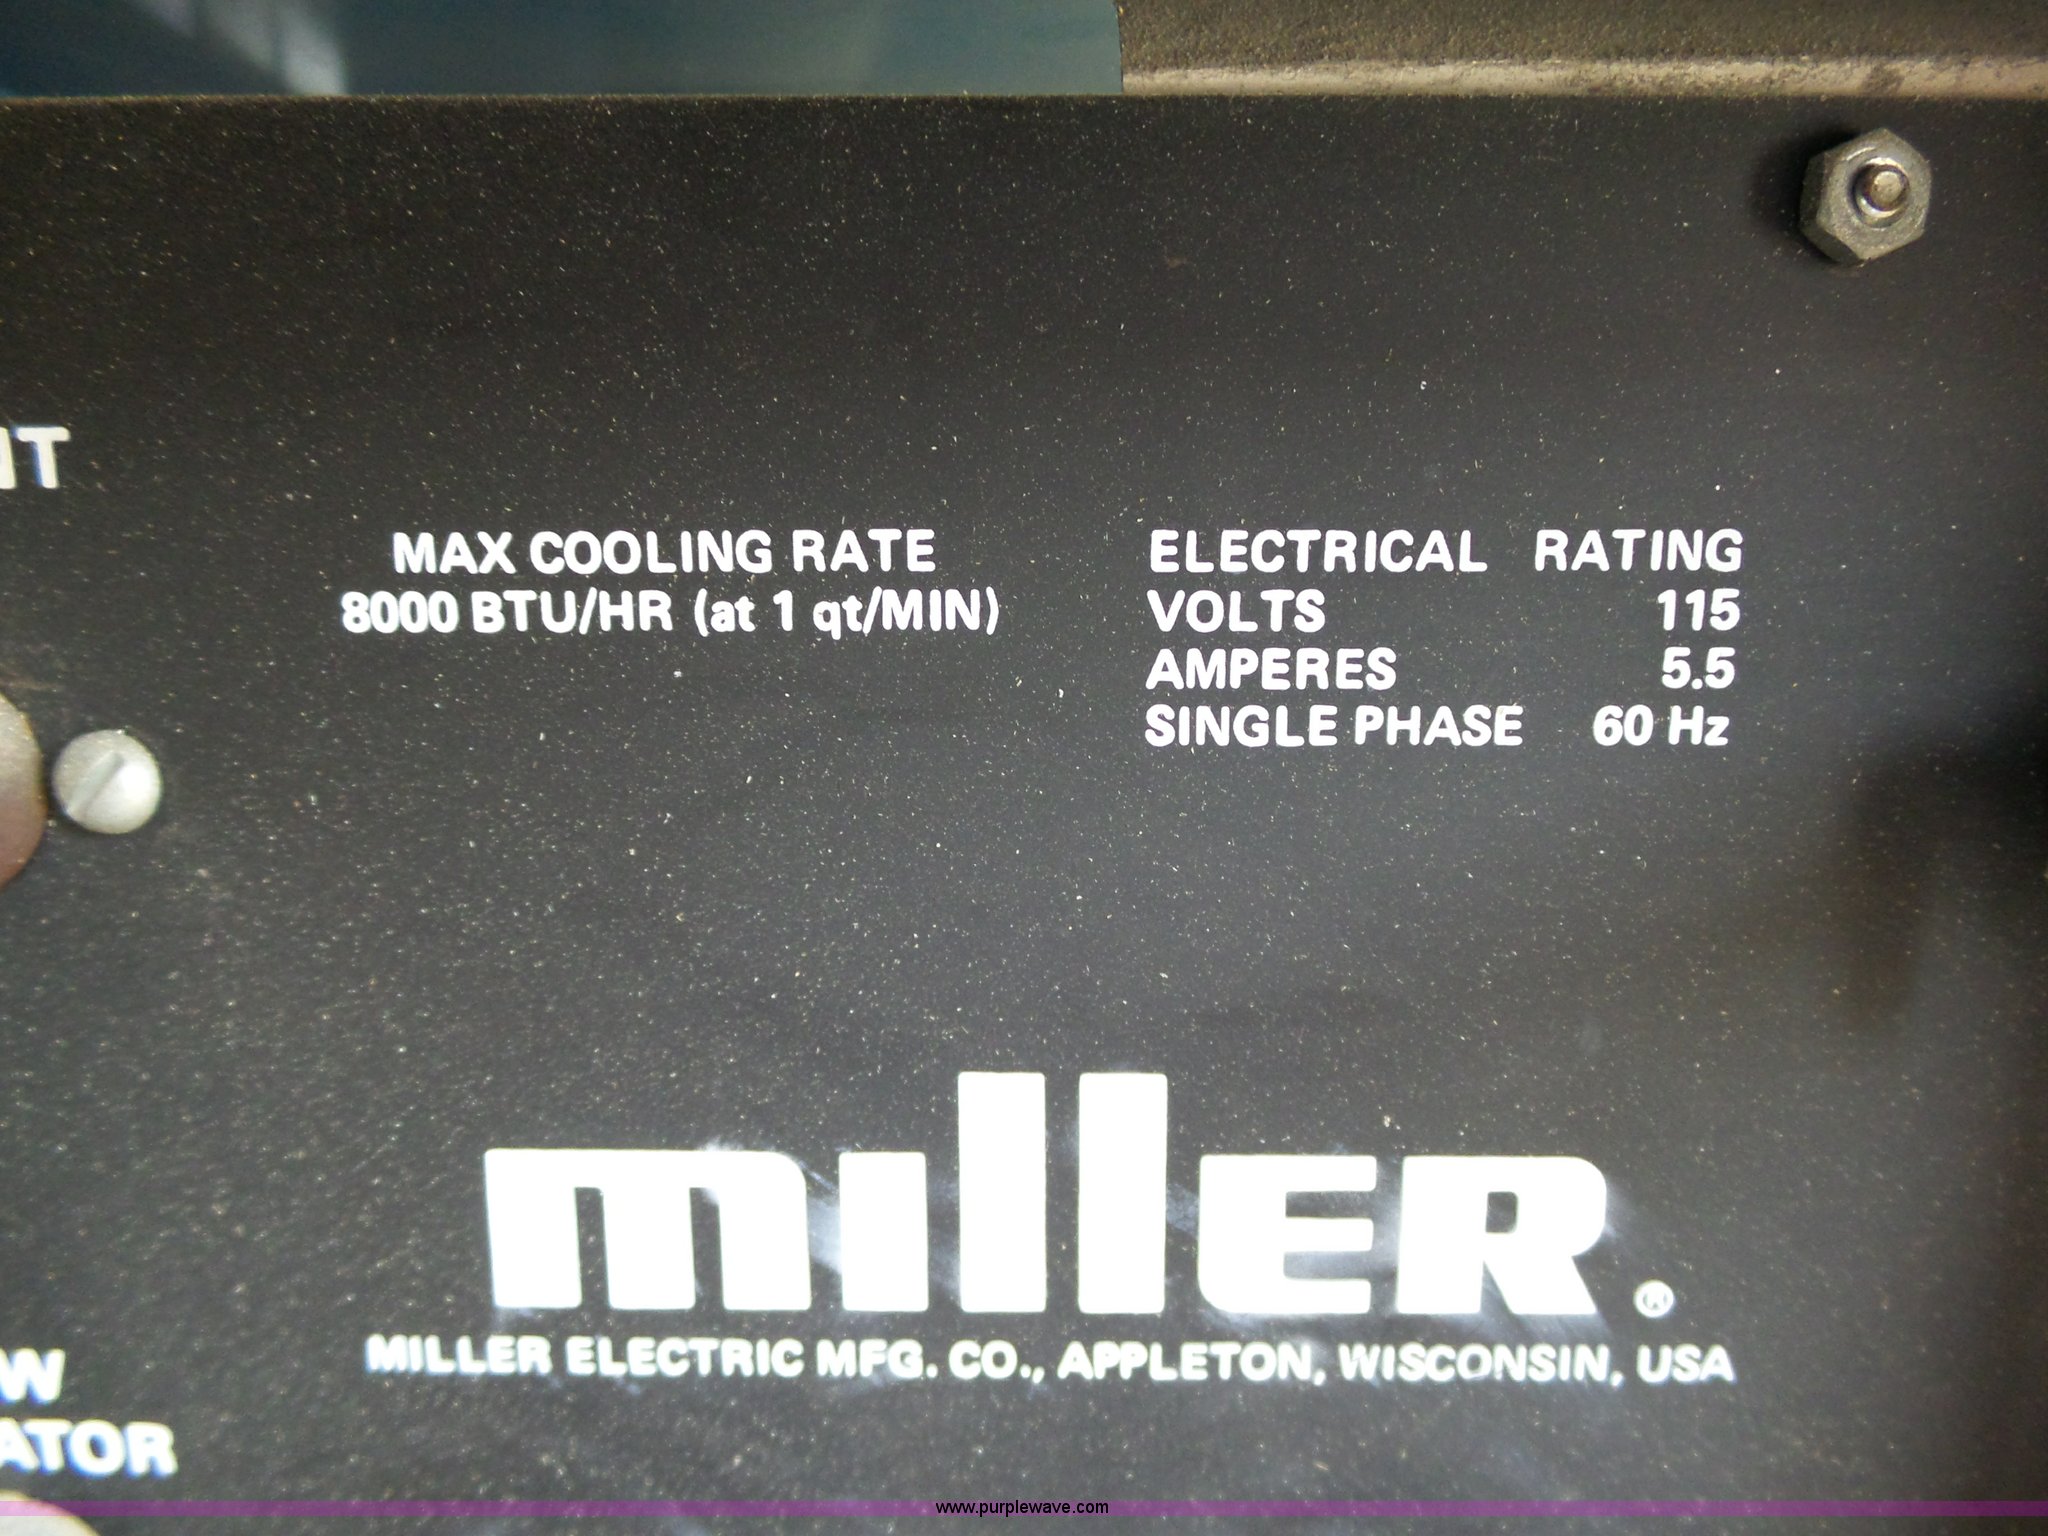 MAX COOLING RATE
8000 BTU/HR (at 1 qt/MIN)
ELECTRICAL RATING
VOLTS 115
AMPERES 5.5
SINGLE PHASE 60 Hz
miller®
MILLER ELECTRIC MFG. CO., APPLETON, WISCONSIN, USA
www.purplewave.com